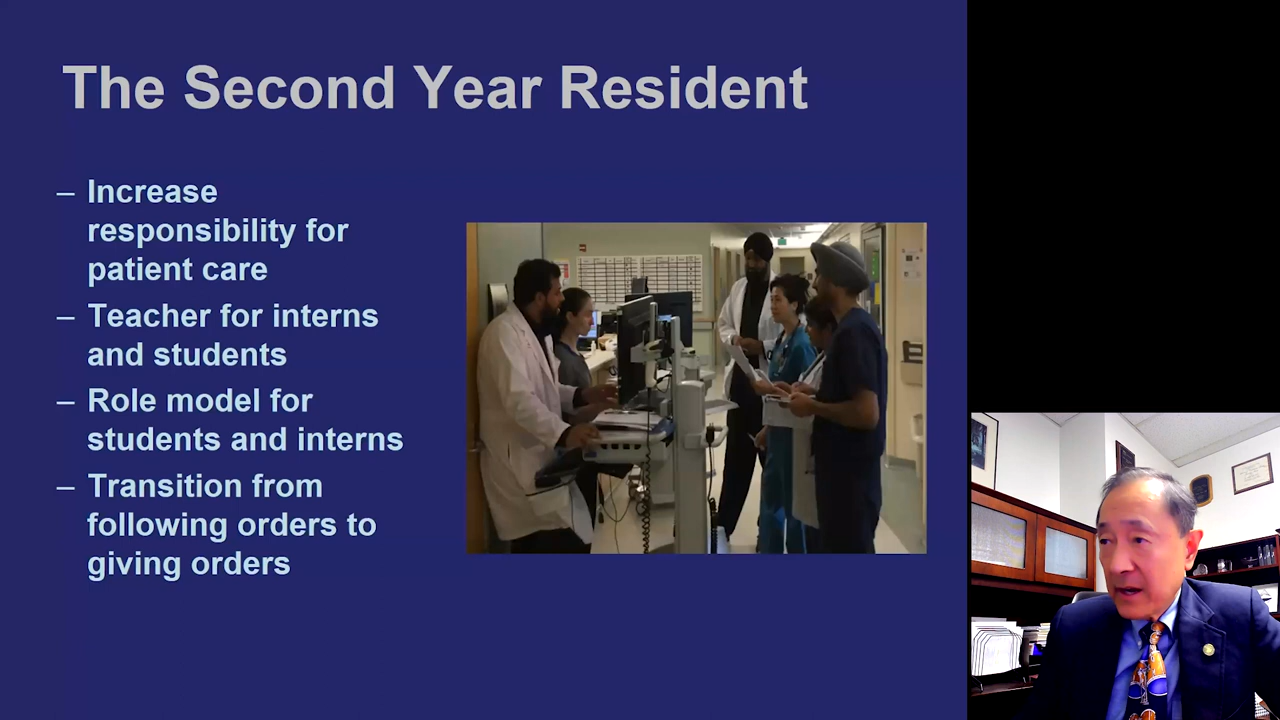 The Second Year Resident
– Increase
responsibility for
patient care
– Teacher for interns
and students
– Role model for
students and interns
– Transition from
following orders to
giving orders